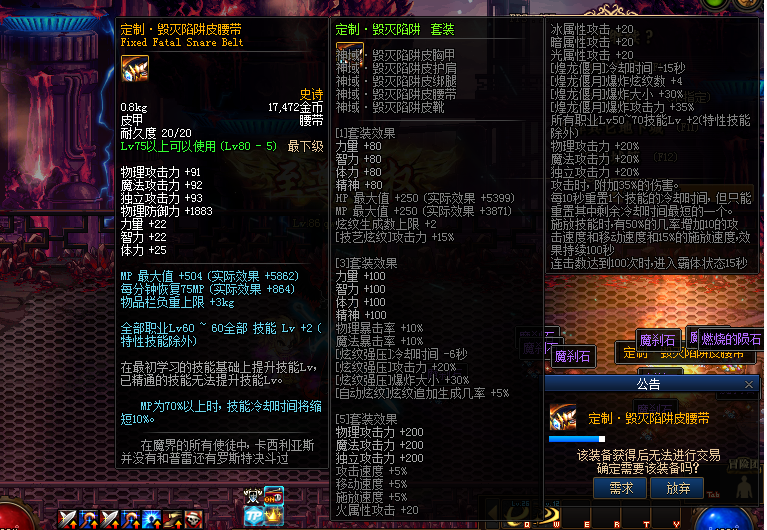 定制·毁灭陷阱皮腰带
Fixed Fatal Snare Belt
史诗
0.8kg 17,472金币
皮甲 腰带
耐久度 20/20
Lv75以上可以使用 (Lv80 - 5) 最下级
物理攻击力 +91
魔法攻击力 +92
独立攻击力 +93
物理防御力 +1883
力量 +22
智力 +22
体力 +25
MP 最大值 +504 (实际效果 +5862)
每分钟恢复75MP (实际效果 +864)
物品栏负重上限 +3kg
全部职业Lv60 ~ 60全部 技能 Lv +2 (
特性技能除外)
在最初学习的技能基础上提升技能Lv,
已精通的技能无法提升技能Lv。
MP为70%以上时,技能冷却时间将缩
短10%。
在魔界的所有使徒中,卡西利亚斯
并没有和普雷还有罗斯特决斗过
定制·毁灭陷阱 套装
神域·毁灭陷阱皮胸甲
神域·毁灭陷阱皮护肩
神域·毁灭陷阱皮绑腿
神域·毁灭陷阱皮腰带
神域·毁灭陷阱皮靴
[1]套装效果
力量 +80
智力 +80
体力 +80
精神 +80
HP 最大值 +250 (实际效果 +5399)
MP 最大值 +250 (实际效果 +3871)
炫纹生成数上限 +2
[技艺炫纹]攻击力 +15%
[3]套装效果
力量 +100
智力 +100
体力 +100
精神 +100
物理暴击率 +10%
魔法暴击率 +10%
[炫纹强压]冷却时间 -6秒
[炫纹强压]攻击力 +20%
[炫纹强压]爆炸大小 +30%
[自动炫纹]炫纹追加生成几率 +5%
[5]套装效果
物理攻击力 +200
魔法攻击力 +200
独立攻击力 +200
攻击速度 +5%
移动速度 +5%
施放速度 +5%
火属性攻击 +20
冰属性攻击 +20
暗属性攻击 +20
光属性攻击 +20
[煌龙偃月]冷却时间 -15秒
[煌龙偃月]爆炸炫纹数 +4
[煌龙偃月]爆炸大小 +30%
[煌龙偃月]爆炸攻击力 +35%
所有职业Lv50~70技能Lv +2(特性技能
除外)
物理攻击力 +20%
魔法攻击力 +20%
独立攻击力 +20%
攻击时,附加35%的伤害。
每10秒重置1个技能的冷却时间,但只能
重置其中剩余冷却时间最短的一个。
施放技能时,有50%的几率增加10的攻
击速度和移动速度和15%的施放速度,效
果持续100秒
连击数达到100次时,进入霸体状态15秒
魔刹石
燃烧的陨石
魔刹石
公告
定制·毁灭陷阱皮腰带
该装备获得后无法进行交易
确定需要该装备吗?
需求 放弃
Tab
ON
TP
Q W E R T Y